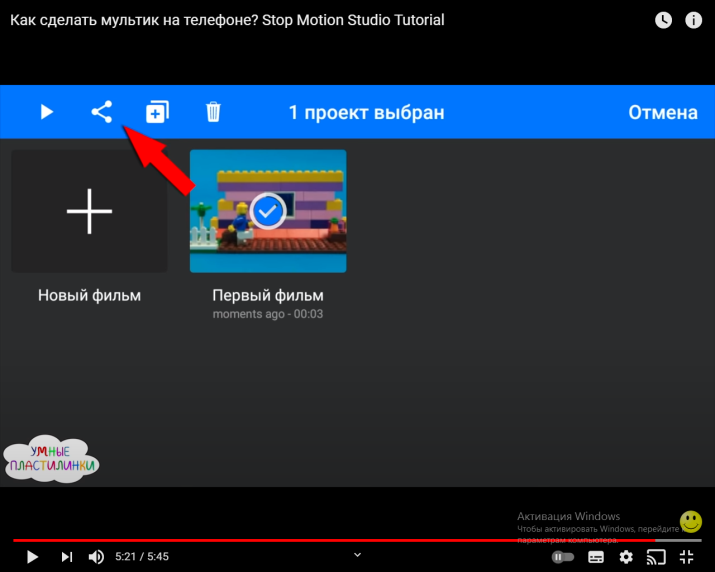 Как сделать мультик на телефоне? Stop Motion Studio Tutorial
1 проект выбран
Отмена
Новый фильм
Первый фильм
moments ago - 00:03
УМНЫЕ
ПЛАСТИЛИНКИ
Активация Windows
Чтобы активировать Windows, перейдите
параметрам компьютера.
5:21 / 5:45